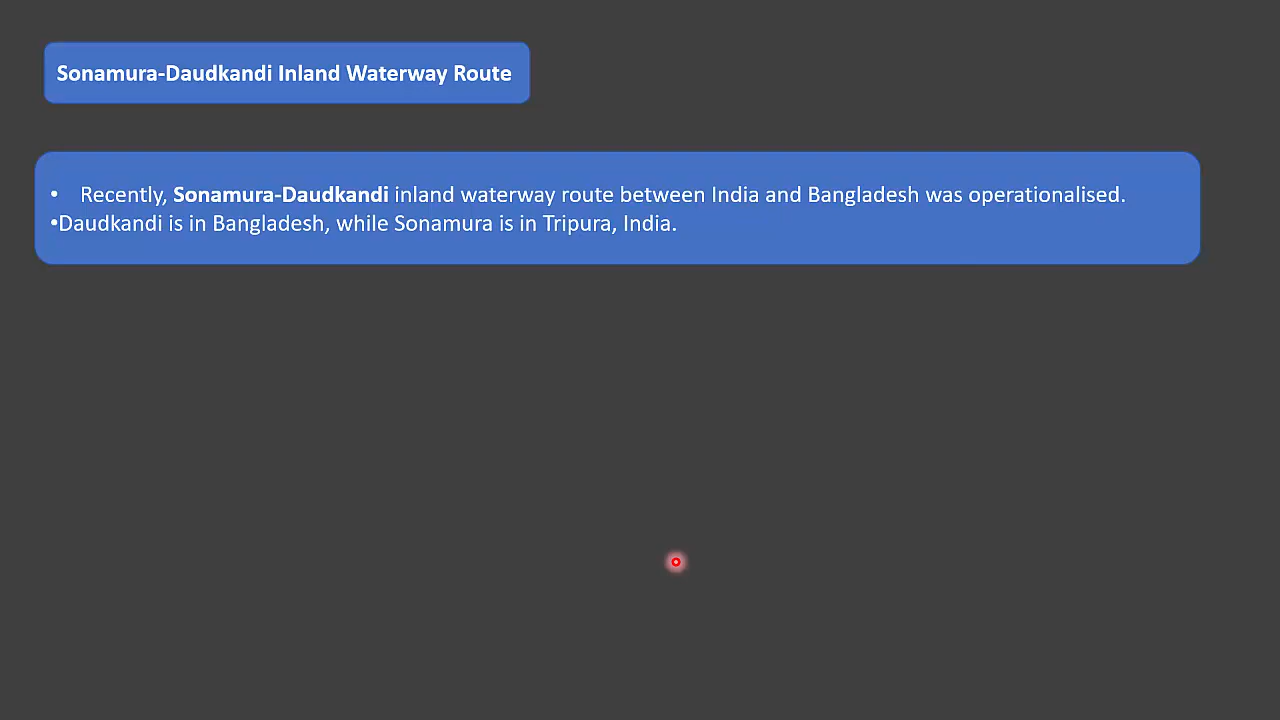 Sonamura-Daudkandi Inland Waterway Route
• Recently, Sonamura-Daudkandi inland waterway route between India and Bangladesh was operationalised.
•Daudkandi is in Bangladesh, while Sonamura is in Tripura, India.